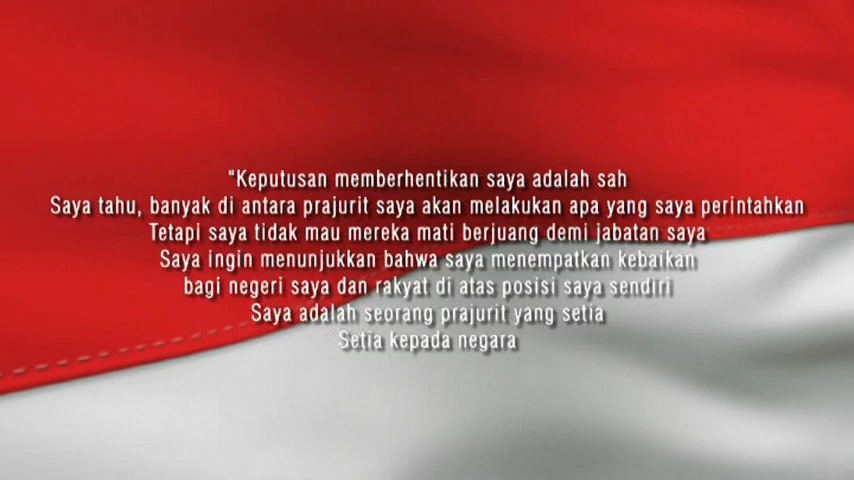 “Keputusan memberhentikan saya adalah sah
Saya tahu, banyak di antara prajurit saya akan melakukan apa yang saya perintahkan
Tetapi saya tidak mau mereka mati berjuang demi jabatan saya
Saya ingin menunjukkan bahwa saya menempatkan kebaikan
bagi negeri saya dan rakyat di atas posisi saya sendiri
Saya adalah seorang prajurit yang setia
Setia kepada negara